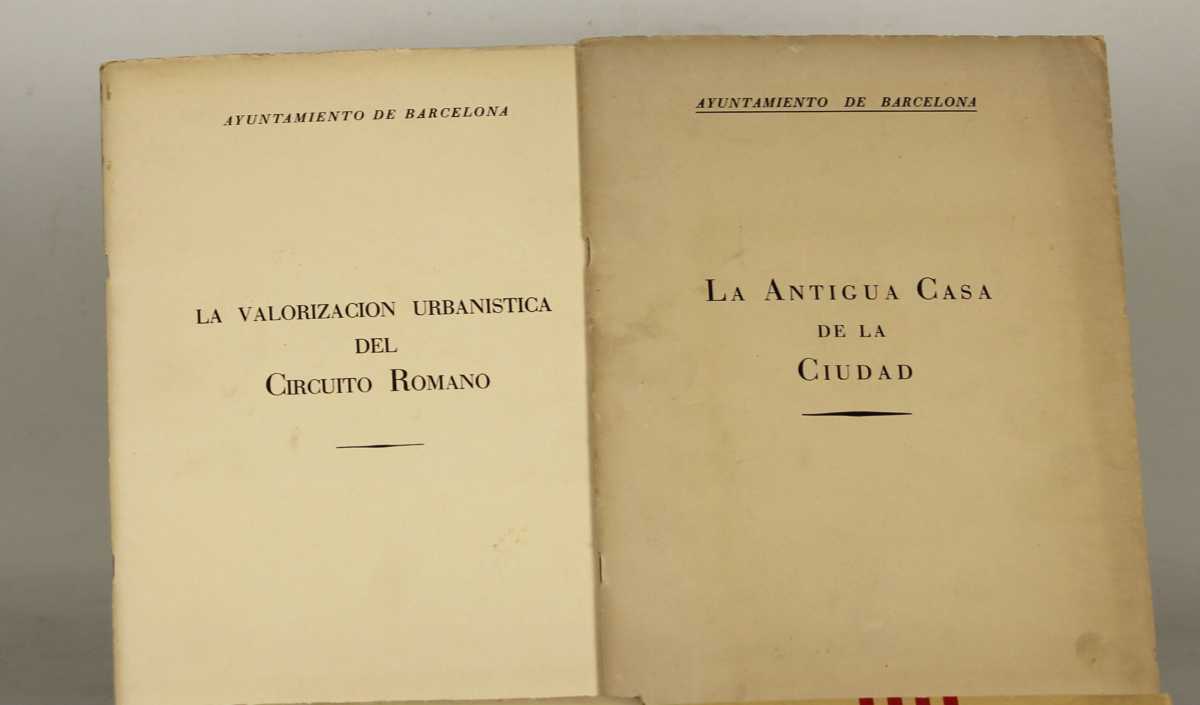 AYUNTAMIENTO DE BARCELONA
LA VALORIZACION URBANISTICA
DEL
CIRCUITO ROMANO
AYUNTAMIENTO DE BARCELONA
LA ANTIGUA CASA
DE LA
CIUDAD